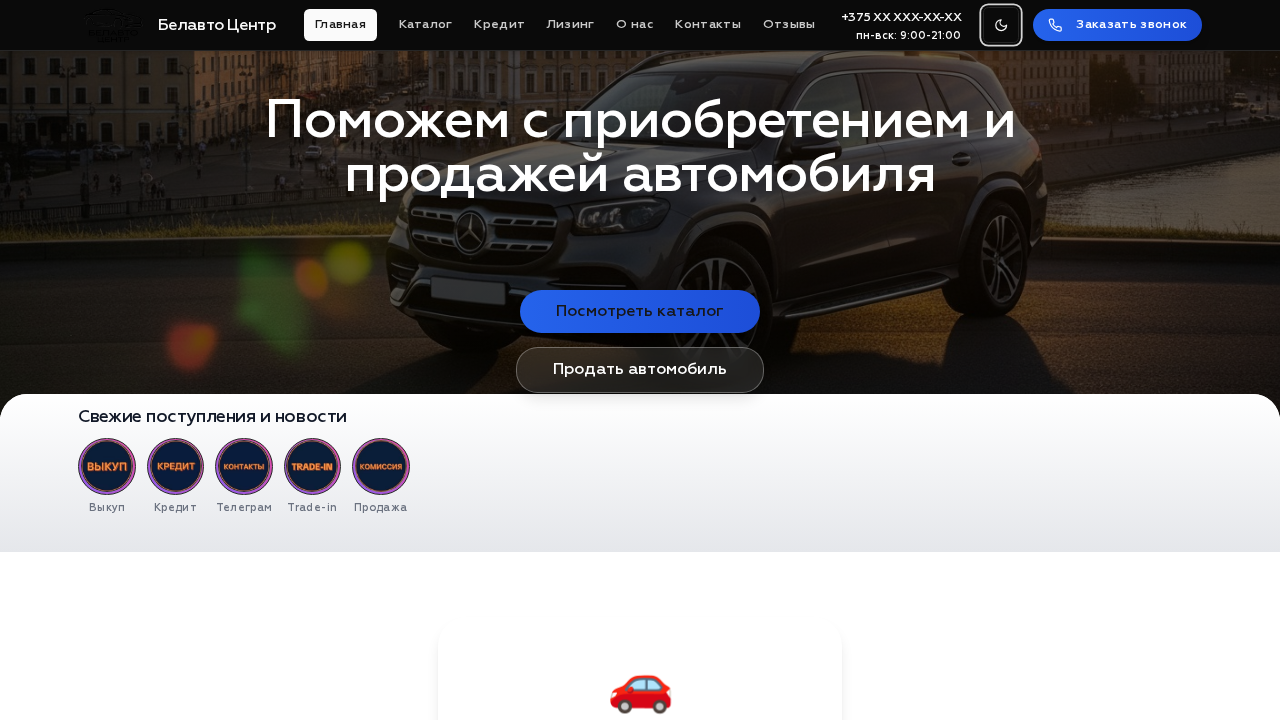 Белавто Центр
Главная
Каталог
Кредит
Лизинг
О нас
Контакты
Отзывы
+375 XX XXX-XX-XX
пн-вск: 9:00-21:00
Заказать звонок
Поможем с приобретением и
продажей автомобиля
Посмотреть каталог
Продать автомобиль
Свежие поступления и новости
ВЫКУП
КРЕДИТ
КОНТАКТЫ
TRADE-IN
КОМИССИЯ
Выкуп
Кредит
Телеграм
Trade-in
Продажа